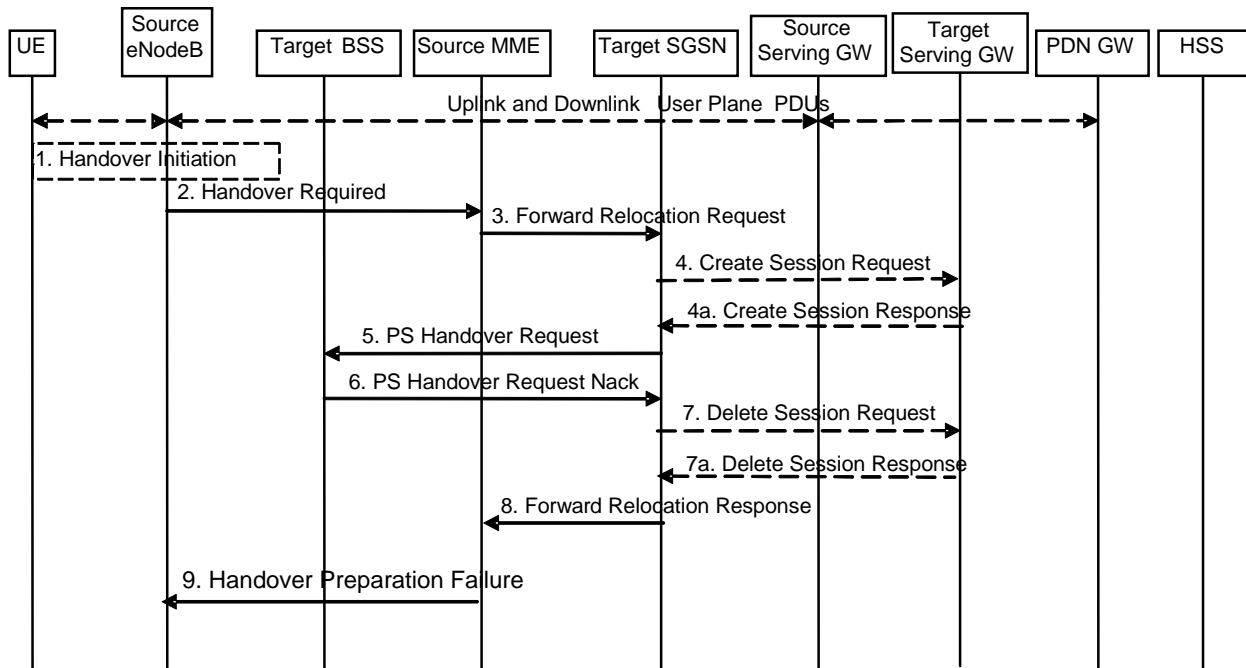 UE
Source
eNodeB
Target BSS
Source MME
Target SGSN
Source
Serving GW
Target
Serving GW
PDN GW
HSS
Uplink and Downlink User Plane PDUs
1. Handover Initiation
2. Handover Required
3. Forward Relocation Request
4. Create Session Request
4a. Create Session Response
5. PS Handover Request
6. PS Handover Request Nack
7. Delete Session Request
7a. Delete Session Response
8. Forward Relocation Response
9. Handover Preparation Failure